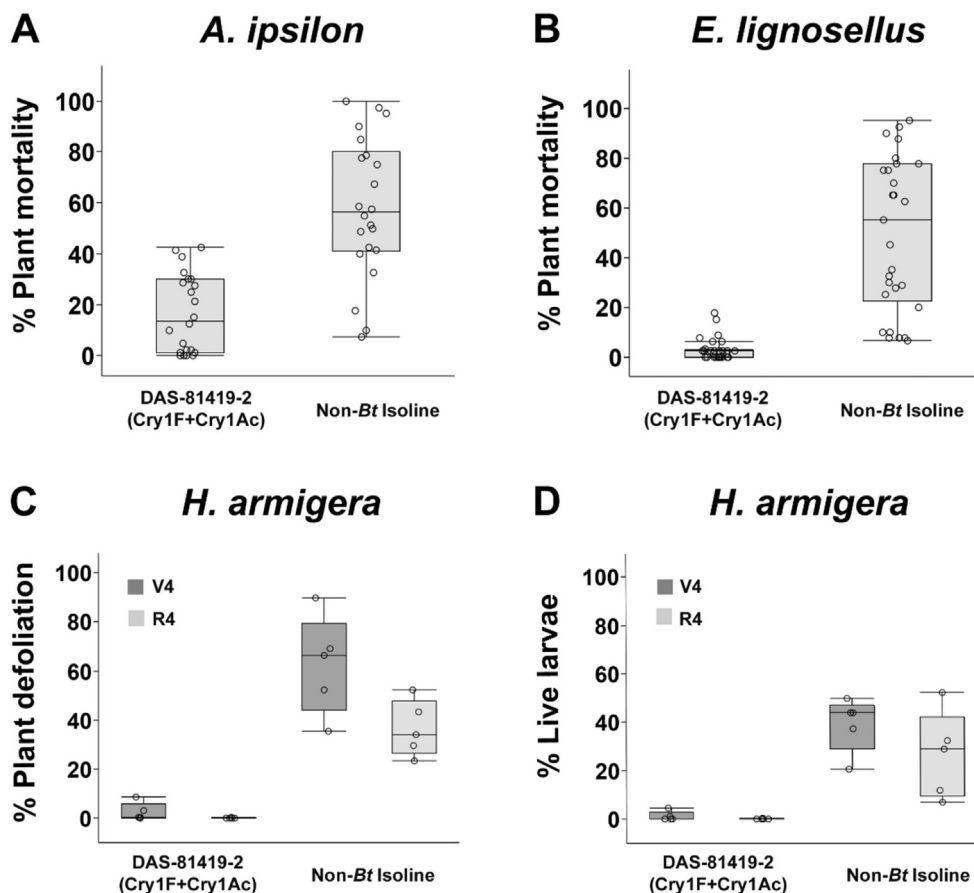 A
A. ipsilon
% Plant mortality
100
80
60
40
20
0
DAS-81419-2
(Cry1F+Cry1Ac)
Non-Bt Isoline
B
E. lignosellus
% Plant mortality
100
80
60
40
20
0
DAS-81419-2
(Cry1F+Cry1Ac)
Non-Bt Isoline
C
H. armigera
% Plant defoliation
100
80
60
40
20
0
V4
R4
DAS-81419-2
(Cry1F+Cry1Ac)
Non-Bt Isoline
D
H. armigera
% Live larvae
100
80
60
40
20
0
V4
R4
DAS-81419-2
(Cry1F+Cry1Ac)
Non-Bt Isoline